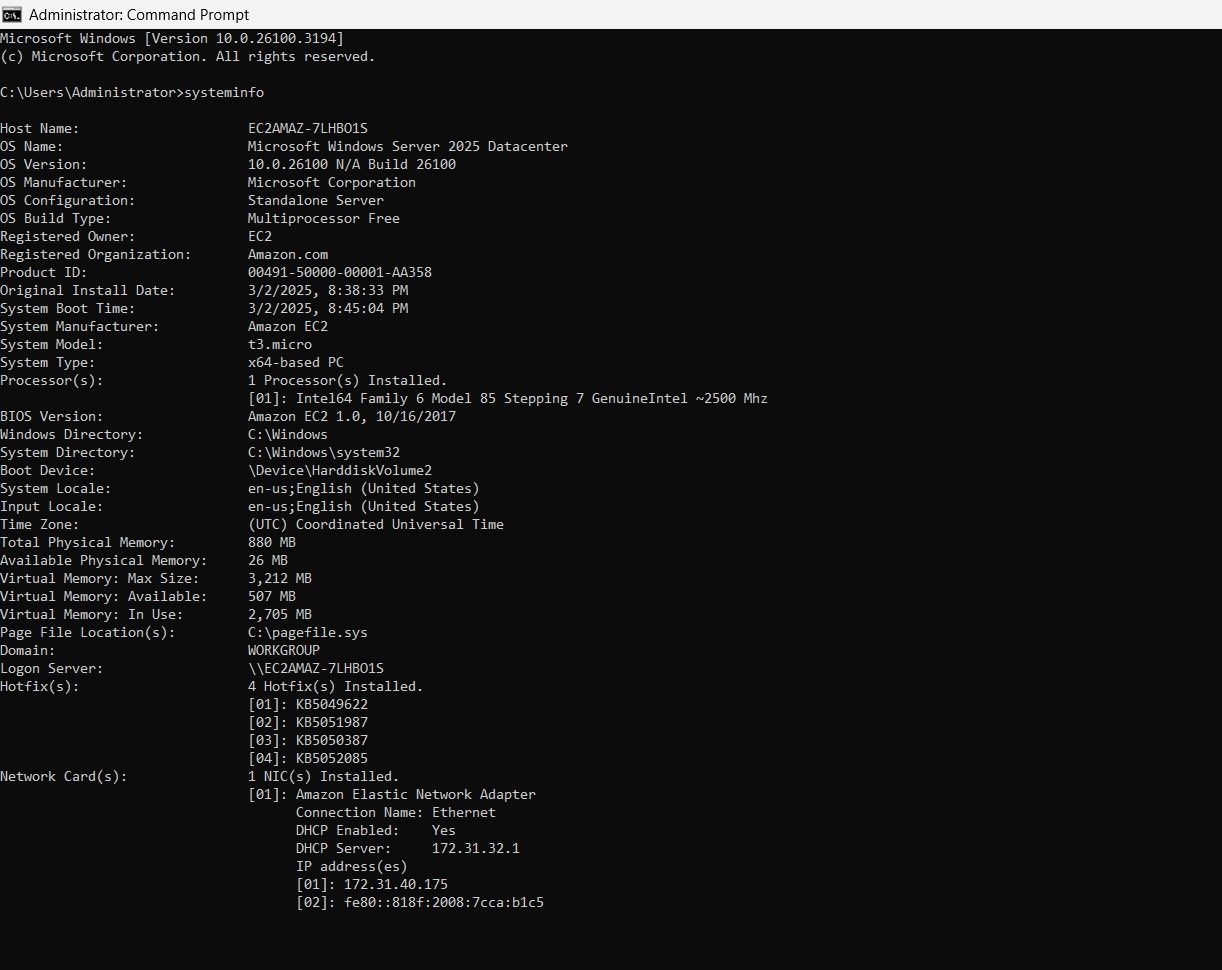 Administrator: Command Prompt
Microsoft Windows [Version 10.0.26100.3194]
(c) Microsoft Corporation. All rights reserved.
C:\Users\Administrator>systeminfo
Host Name: EC2AMAZ-7LHBO1S
OS Name: Microsoft Windows Server 2025 Datacenter
OS Version: 10.0.26100 N/A Build 26100
OS Manufacturer: Microsoft Corporation
OS Configuration: Standalone Server
OS Build Type: Multiprocessor Free
Registered Owner: EC2
Registered Organization: Amazon.com
Product ID: 00491-50000-00001-AA358
Original Install Date: 3/2/2025, 8:38:33 PM
System Boot Time: 3/2/2025, 8:45:04 PM
System Manufacturer: Amazon EC2
System Model: t3.micro
System Type: x64-based PC
Processor(s): 1 Processor(s) Installed.
[01]: Intel64 Family 6 Model 85 Stepping 7 GenuineIntel ~2500 Mhz
BIOS Version: Amazon EC2 1.0, 10/16/2017
Windows Directory: C:\Windows
System Directory: C:\Windows\system32
Boot Device: \Device\HarddiskVolume2
System Locale: en-us;English (United States)
Input Locale: en-us;English (United States)
Time Zone: (UTC) Coordinated Universal Time
Total Physical Memory: 880 MB
Available Physical Memory: 26 MB
Virtual Memory: Max Size: 3,212 MB
Virtual Memory: Available: 507 MB
Virtual Memory: In Use: 2,705 MB
Page File Location(s): C:\pagefile.sys
Domain: WORKGROUP
Logon Server: \\EC2AMAZ-7LHBO1S
Hotfix(s): 4 Hotfix(s) Installed.
[01]: KB5049622
[02]: KB5051987
[03]: KB5050387
[04]: KB5052085
Network Card(s): 1 NIC(s) Installed.
[01]: Amazon Elastic Network Adapter
Connection Name: Ethernet
DHCP Enabled: Yes
DHCP Server: 172.31.32.1
IP address(es)
[01]: 172.31.40.175
[02]: fe80::818f:2008:7cca:b1c5